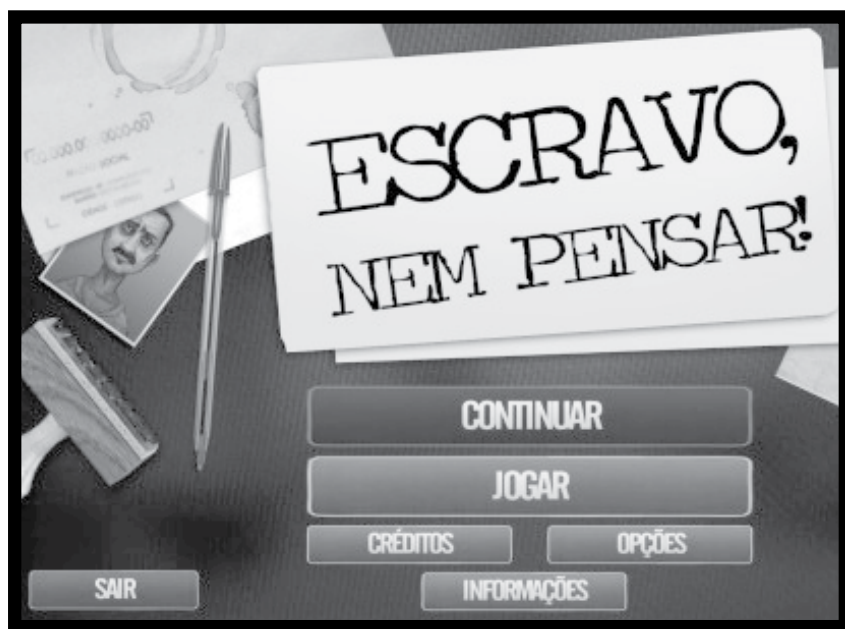 ESCRAVO,
NEM PENSAR!
CONTINUAR
JOGAR
CRÉDITOS
OPÇÕES
SAIR
INFORMAÇÕES